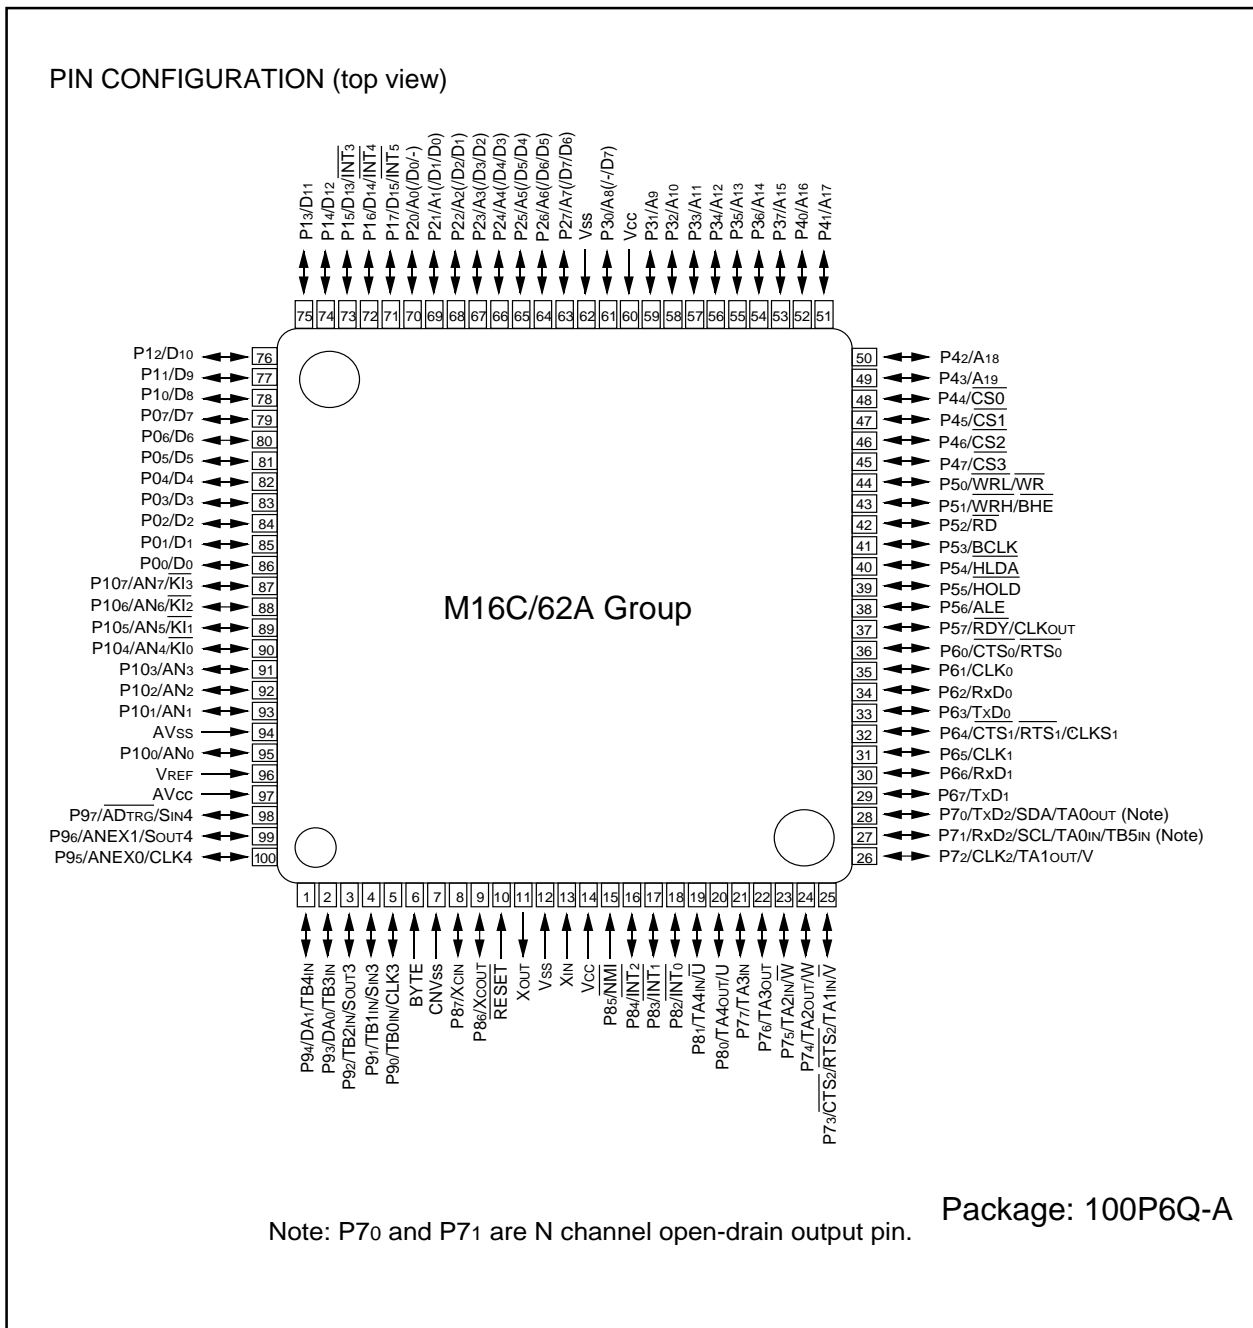 PIN CONFIGURATION (top view)
P13/D11
P14/D12
P15/D13/INT3
P16/D14/INT4
P17/D15/INT5
P20/A0(/D0/-)
P21/A1(/D1/D0)
P22/A2(/D2/D1)
P23/A3(/D3/D2)
P24/A4(/D4/D3)
P25/A5(/D5/D4)
P26/A6(/D6/D5)
P27/A7(/D7/D6)
Vss
P30/A8(/-/D7)
Vcc
P31/A9
P32/A10
P33/A11
P34/A12
P35/A13
P36/A14
P37/A15
P40/A16
P41/A17
75 74 73 72 71 70 69 68 67 66 65 64 63 62 61 60 59 58 57 56 55 54 53 52 51
P12/D10 76
P11/D9 77
P10/D8 78
P07/D7 79
P06/D6 80
P05/D5 81
P04/D4 82
P03/D3 83
P02/D2 84
P01/D1 85
P00/D0 86
P107/AN7/KI3 87
P106/AN6/KI2 88
P105/AN5/KI1 89
P104/AN4/KI0 90
P103/AN3 91
P102/AN2 92
P101/AN1 93
AVSS 94
P100/AN0 95
VREF 96
AVCC 97
P97/ADTRG/SIN4 98
P96/ANEX1/SOUT4 99
P95/ANEX0/CLK4 100
M16C/62A Group
50 P42/A18
49 P43/A19
48 P44/CS0
47 P45/CS1
46 P46/CS2
45 P47/CS3
44 P50/WRL/WR
43 P51/WRH/BHE
42 P52/RD
41 P53/BCLK
40 P54/HLDA
39 P55/HOLD
38 P56/ALE
37 P57/RDY/CLKOUT
36 P60/CTS0/RTS0
35 P61/CLK0
34 P62/RxD0
33 P63/TXD0
32 P64/CTS1/RTS1/CLKS1
31 P65/CLK1
30 P66/RxD1
29 P67/TXD1
28 P70/TXD2/SDA/TA0OUT (Note)
27 P71/RxD2/SCL/TA0IN/TB5IN (Note)
26 P72/CLK2/TA1OUT/V
1 2 3 4 5 6 7 8 9 10 11 12 13 14 15 16 17 18 19 20 21 22 23 24 25
P94/DA1/TB4IN
P93/DA0/TB3IN
P92/TB2IN/SOUT3
P91/TB1IN/SIN3
P90/TB0IN/CLK3
BYTE
CNVss
P87/XCIN
P86/XCOUT
RESET
XOUT
VSS
XIN
VCC
P85/NMI
P84/INT2
P83/INT1
P82/INT0
P81/TA4IN/U
P80/TA4OUT/U
P77/TA3IN
P76/TA3OUT
P75/TA2IN/W
P74/TA2OUT/W
P73/CTS2/RTS2/TA1IN/V
Package: 100P6Q-A
Note: P70 and P71 are N channel open-drain output pin.